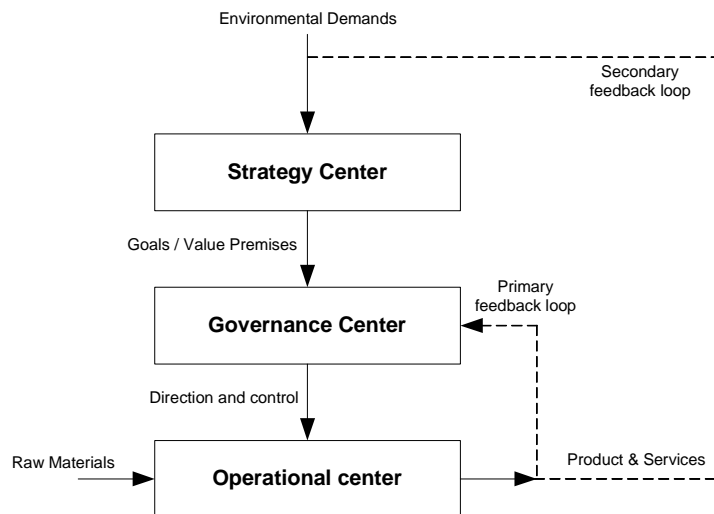 Environmental Demands
Secondary
feedback loop
Strategy Center
Goals / Value Premises
Primary
feedback loop
Governance Center
Direction and control
Raw Materials
Operational center
Product & Services